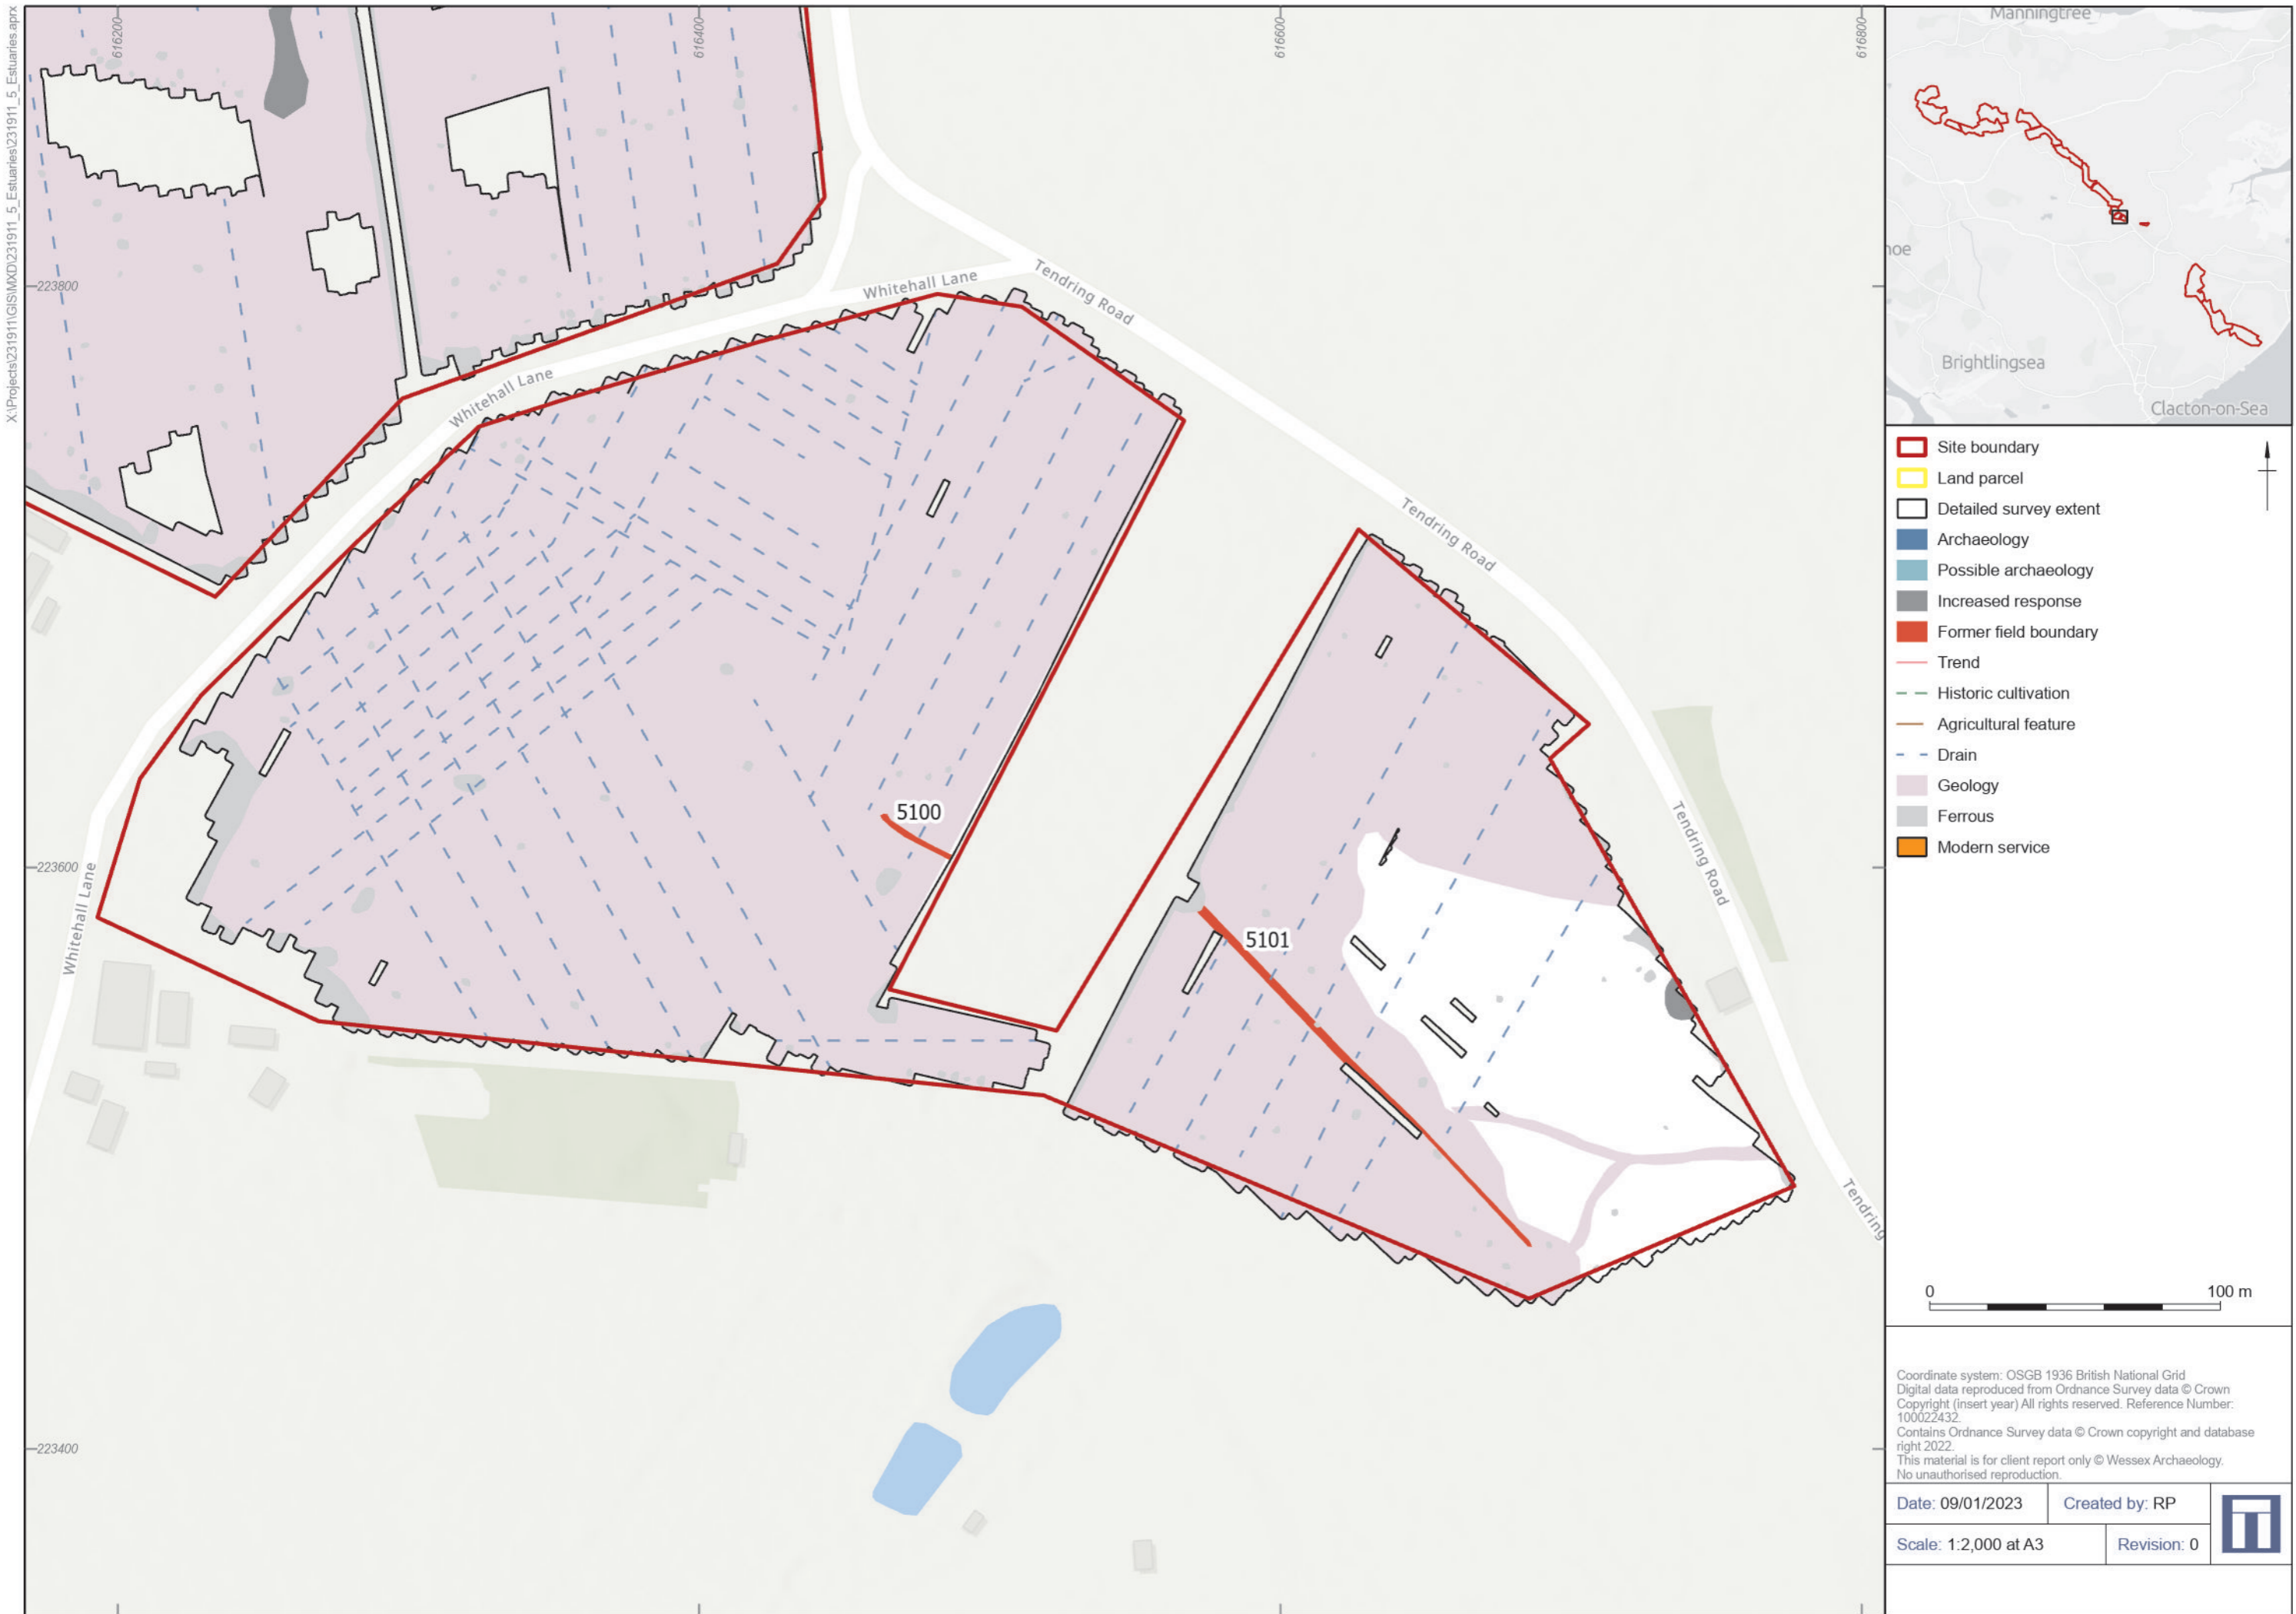 X:\Projects\231911\GIS\MXD\231911_5_Estuaries\231911_5_Estuaries.aprx
616200
616400
616600
616800
223800
223600
223400
Whitehall Lane
Tendring Road
Whitehall Lane
Tendring Road
Tendring Road
Whitehall Lane
Tendring
5100
5101
Manningtree
hoe
Brightlingsea
Clacton-on-Sea
Site boundary
Land parcel
Detailed survey extent
Archaeology
Possible archaeology
Increased response
Former field boundary
Trend
Historic cultivation
Agricultural feature
Drain
Geology
Ferrous
Modern service
0 100 m
Coordinate system: OSGB 1936 British National Grid
Digital data reproduced from Ordnance Survey data © Crown
Copyright (insert year) All rights reserved. Reference Number:
100022432.
Contains Ordnance Survey data © Crown copyright and database
right 2022.
This material is for client report only © Wessex Archaeology.
No unauthorised reproduction.
Date: 09/01/2023 Created by: RP
Scale: 1:2,000 at A3 Revision: 0